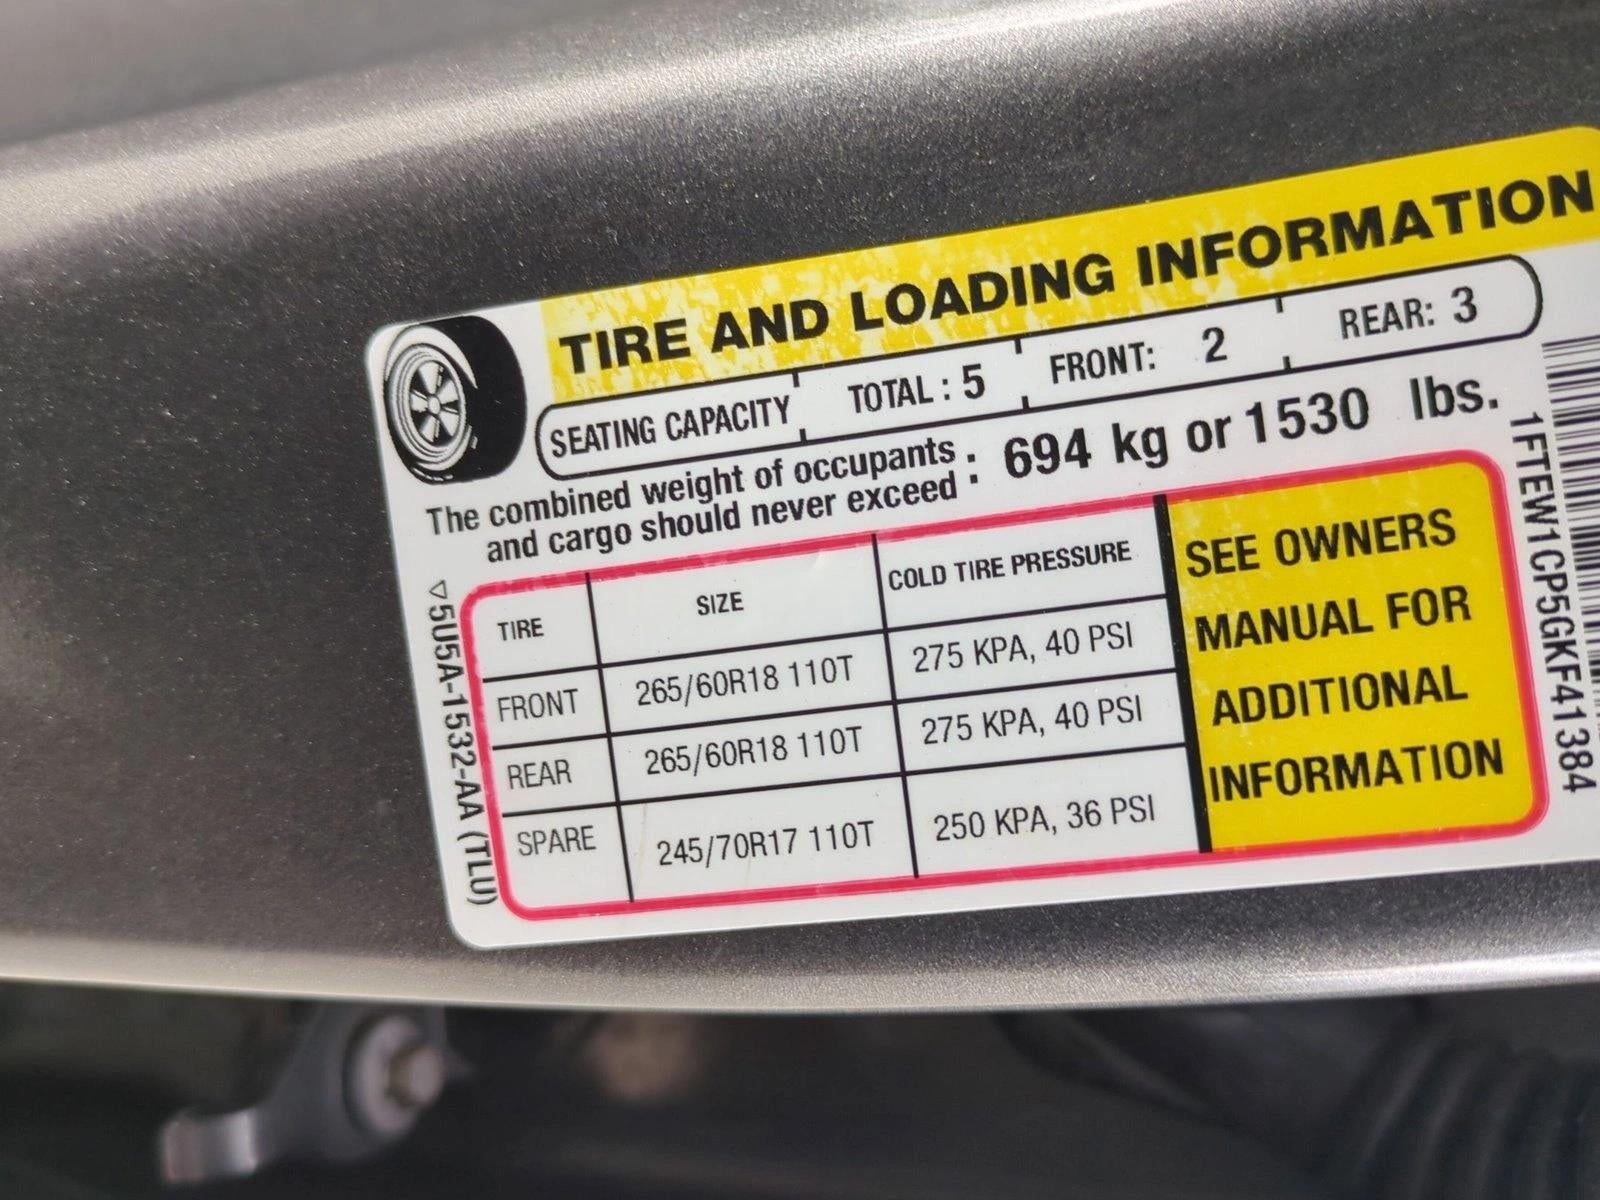 TIRE AND LOADING INFORMATION
SEATING CAPACITY TOTAL : 5 FRONT: 2 REAR: 3
The combined weight of occupants
and cargo should never exceed : 694 kg or 1530 lbs.
TIRE SIZE COLD TIRE PRESSURE
FRONT 265/60R18 110T 275 KPA, 40 PSI
REAR 265/60R18 110T 275 KPA, 40 PSI
SPARE 245/70R17 110T 250 KPA, 36 PSI
SEE OWNERS
MANUAL FOR
ADDITIONAL
INFORMATION
5U5A-1532-AA (TLU)
1FTEW1CP5GKF41384